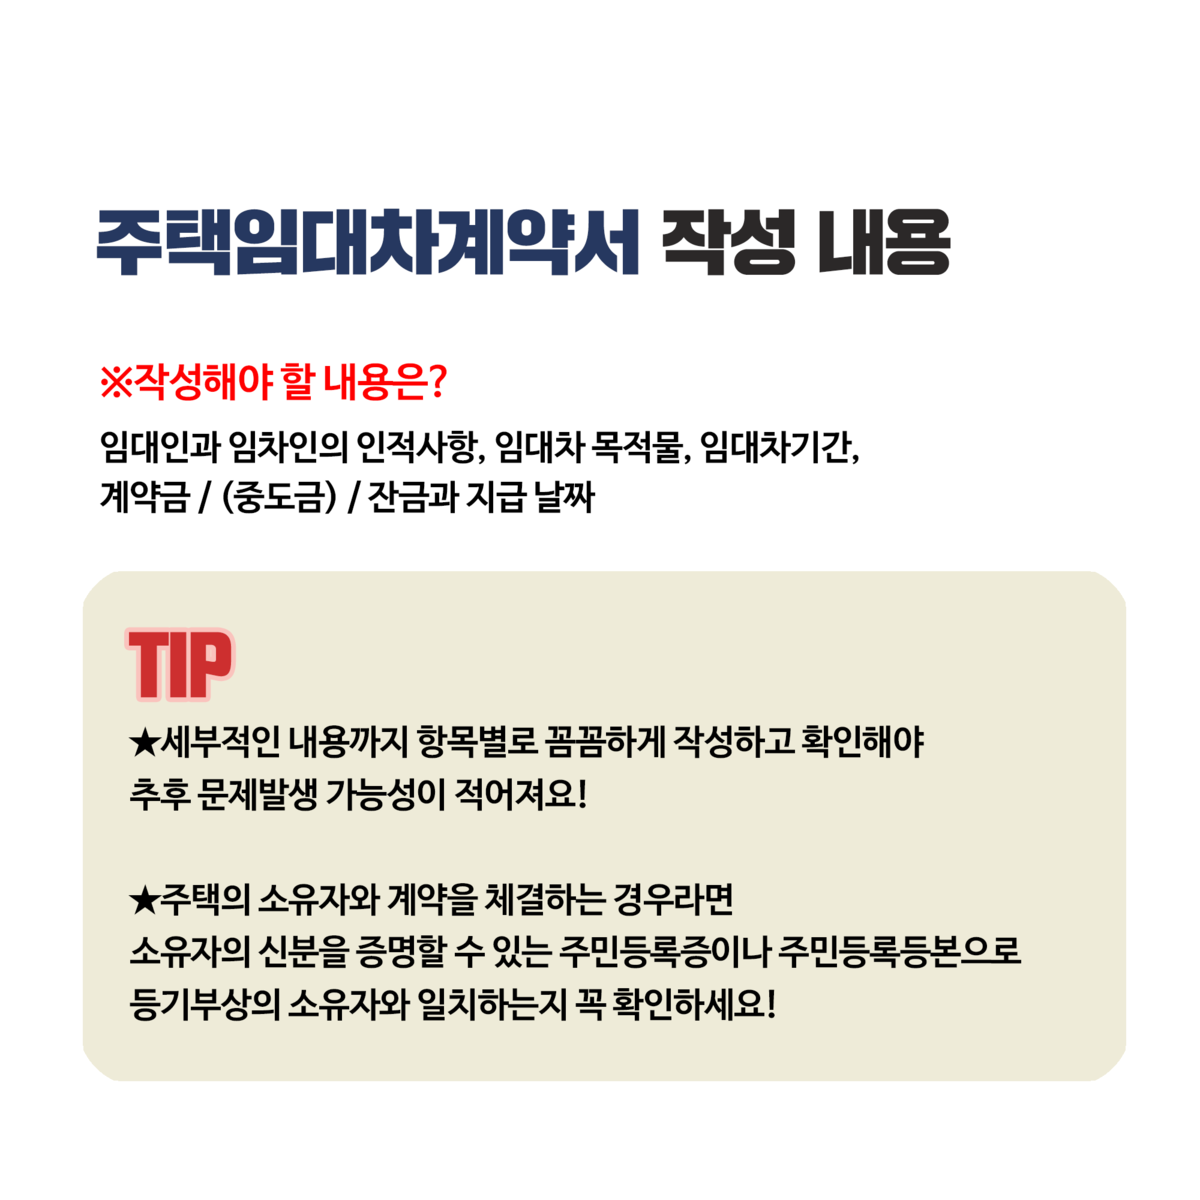 주택임대차계약서 작성 내용
※작성해야 할 내용은?
임대인과 임차인의 인적사항, 임대차 목적물, 임대차기간,
계약금 / (중도금) / 잔금과 지급 날짜
TIP
★세부적인 내용까지 항목별로 꼼꼼하게 작성하고 확인해야
추후 문제발생 가능성이 적어져요!
★주택의 소유자와 계약을 체결하는 경우라면
소유자의 신분을 증명할 수 있는 주민등록증이나 주민등록등본으로
등기부상의 소유자와 일치하는지 꼭 확인하세요!